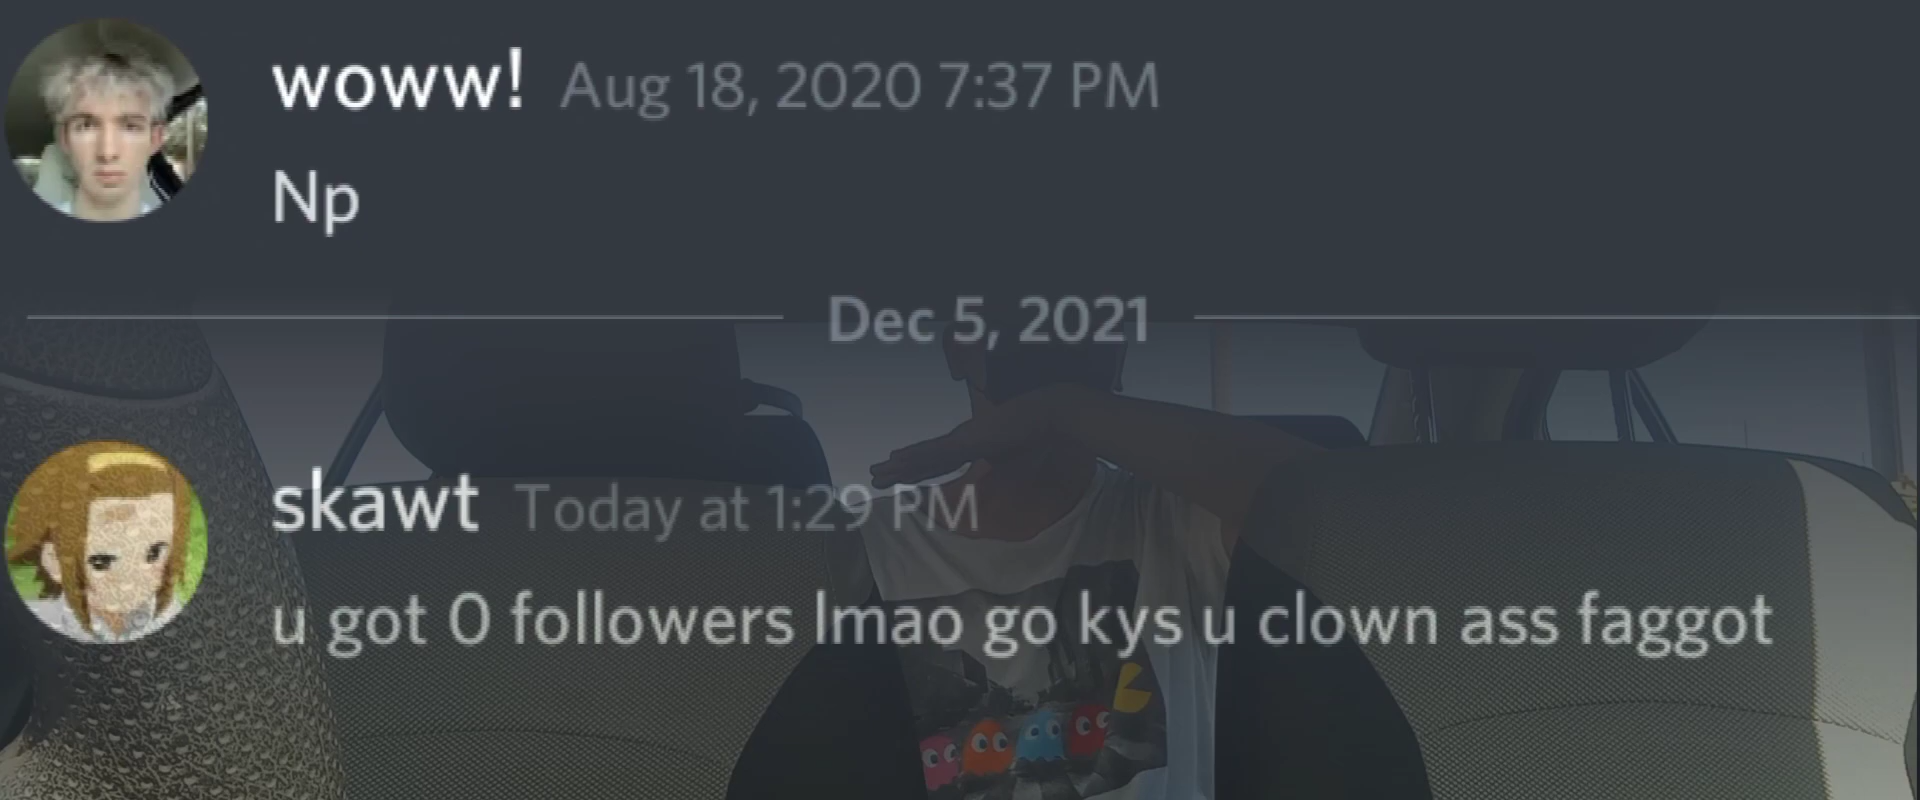 woww! Aug 18, 2020 7:37 PM
Np
Dec 5, 2021
skawt Today at 1:29 PM
u got 0 followers lmao go kys u clown ass faggot